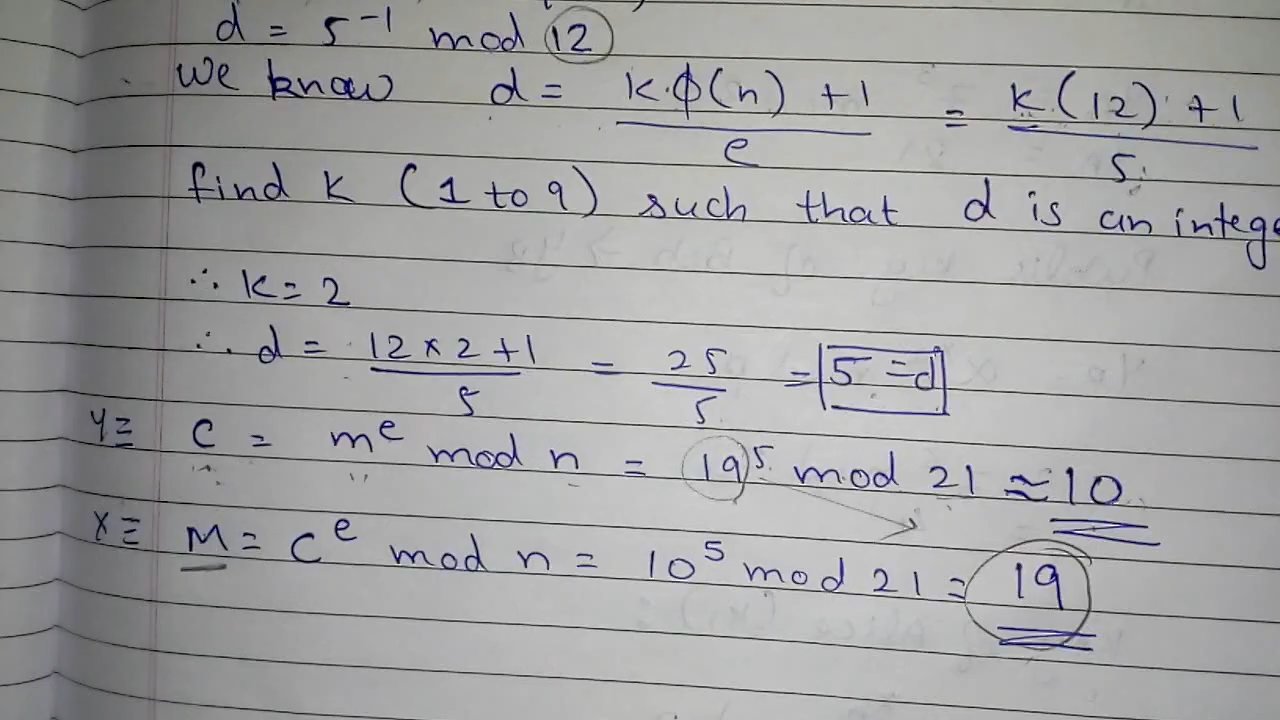 d = 5⁻¹ mod 12
We know d = k.φ(n) +1 / e = k.(12) +1 / 5
find k (1 to 9) such that d is an intege
∴ k = 2
∴ d = 12 × 2 +1 / 5 = 25 / 5 = 5 = d
Y ≡ C = mᵉ mod n = 19⁵ mod 21 ≈ 10
X ≡ M = Cᵉ mod n = 10⁵ mod 21 = 19